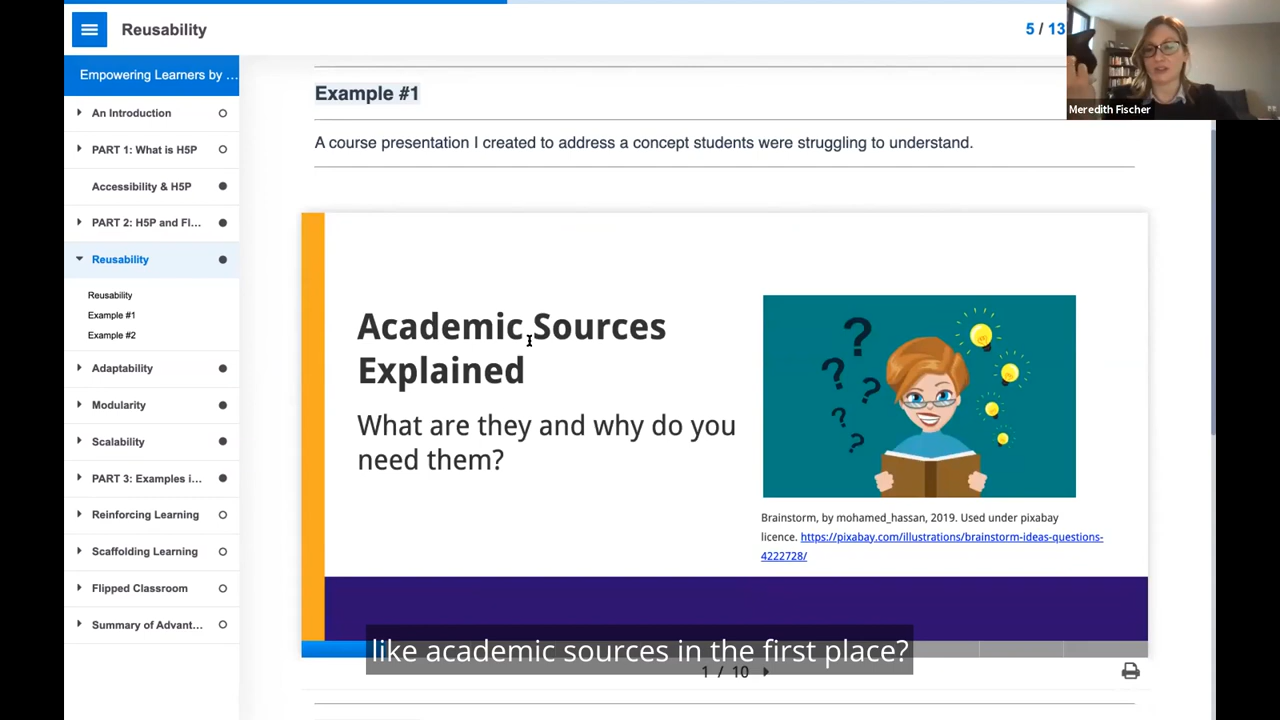 Reusability
5 / 13
Meredith Fischer
Empowering Learners by ...
An Introduction
PART 1: What is H5P
Accessibility & H5P
PART 2: H5P and Fl...
Reusability
Reusability
Example #1
Example #2
Adaptability
Modularity
Scalability
PART 3: Examples i...
Reinforcing Learning
Scaffolding Learning
Flipped Classroom
Summary of Advant...
Example #1
A course presentation I created to address a concept students were struggling to understand.
Academic Sources
Explained
What are they and why do you
need them?
? ? ? ? ?
Brainstorm, by mohamed_hassan, 2019. Used under pixabay
licence. https://pixabay.com/illustrations/brainstorm-ideas-questions-
4222728/
like academic sources in the first place?
1 / 10